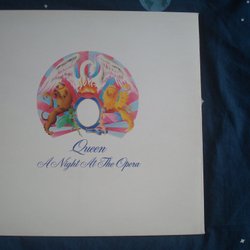 Queen
A Night At The Opera